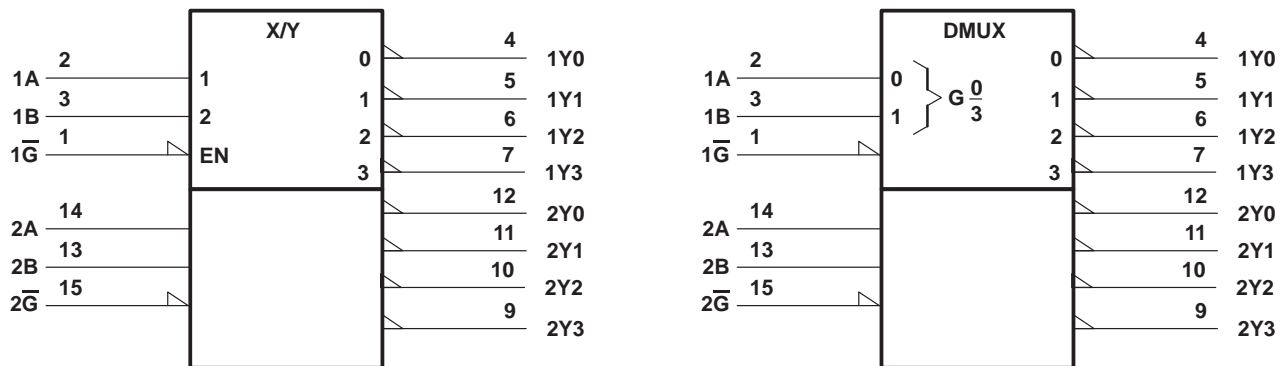 X/Y
1A 2 1 0 4 1Y0
1B 3 2 1 5 1Y1
1G̅ 1 EN 2 6 1Y2
3 7 1Y3
2A 14 12 2Y0
2B 13 11 2Y1
2G̅ 15 10 2Y2
9 2Y3
DMUX
1A 2 0 G 0/3 0 4 1Y0
1B 3 1 1 5 1Y1
1G̅ 1 2 6 1Y2
3 7 1Y3
2A 14 12 2Y0
2B 13 11 2Y1
2G̅ 15 10 2Y2
9 2Y3